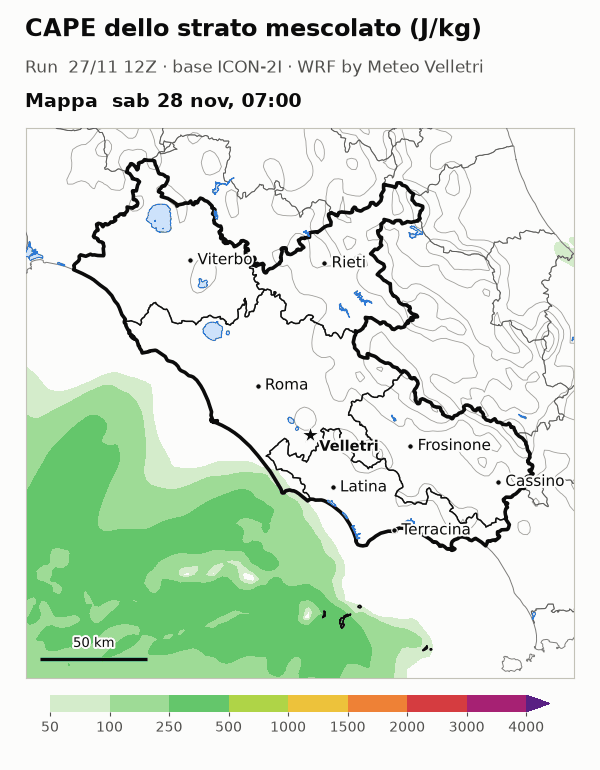 CAPE dello strato mescolato (J/kg)
Run  27/11 12Z · base ICON-2I · WRF by Meteo Velletri
Mappa  sab 28 nov, 07:00
Viterbo
Rieti
Roma
Velletri
Frosinone
Latina
Cassino
Terracina
50 km
50 100 250 500 1000 1500 2000 3000 4000